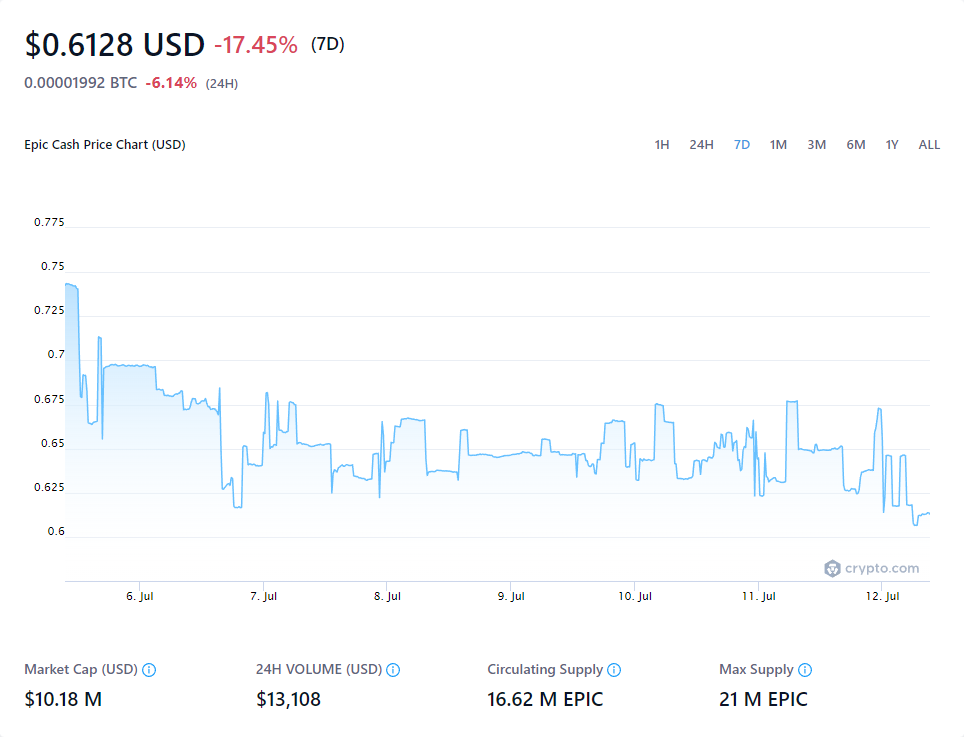 $0.6128 USD -17.45% (7D)
0.00001992 BTC -6.14% (24H)
Epic Cash Price Chart (USD) 1H 24H 7D 1M 3M 6M 1Y ALL
0.775
0.75
0.725
0.7
0.675
0.65
0.625
0.6
crypto.com
6. Jul 7. Jul 8. Jul 9. Jul 10. Jul 11. Jul 12. Jul
Market Cap (USD) 24H VOLUME (USD) Circulating Supply Max Supply
$10.18 M $13,108 16.62 M EPIC 21 M EPIC